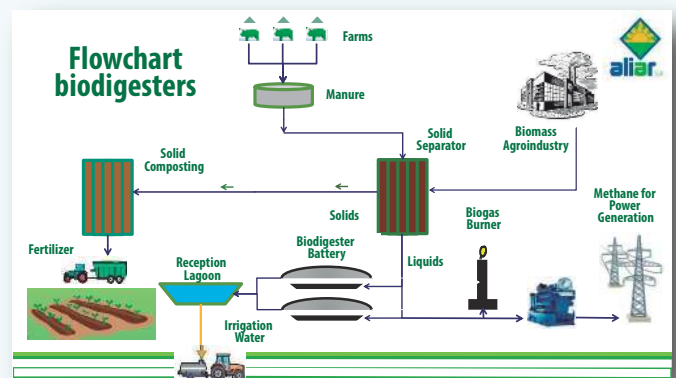 Flowchart
biodigesters
Farms
aliar
Manure
Solid
Separator
Biomass
Agroindustry
Solid
Composting
Methane for
Power
Generation
Solids
Biogas
Burner
Fertilizer
Reception
Lagoon
Biodigester
Battery
Liquids
Irrigation
Water